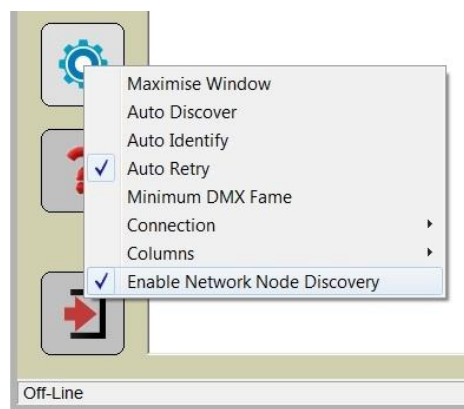 Maximise Window
Auto Discover
Auto Identify
Auto Retry
Minimum DMX Fame
Connection
Columns
Enable Network Node Discovery
Off-Line